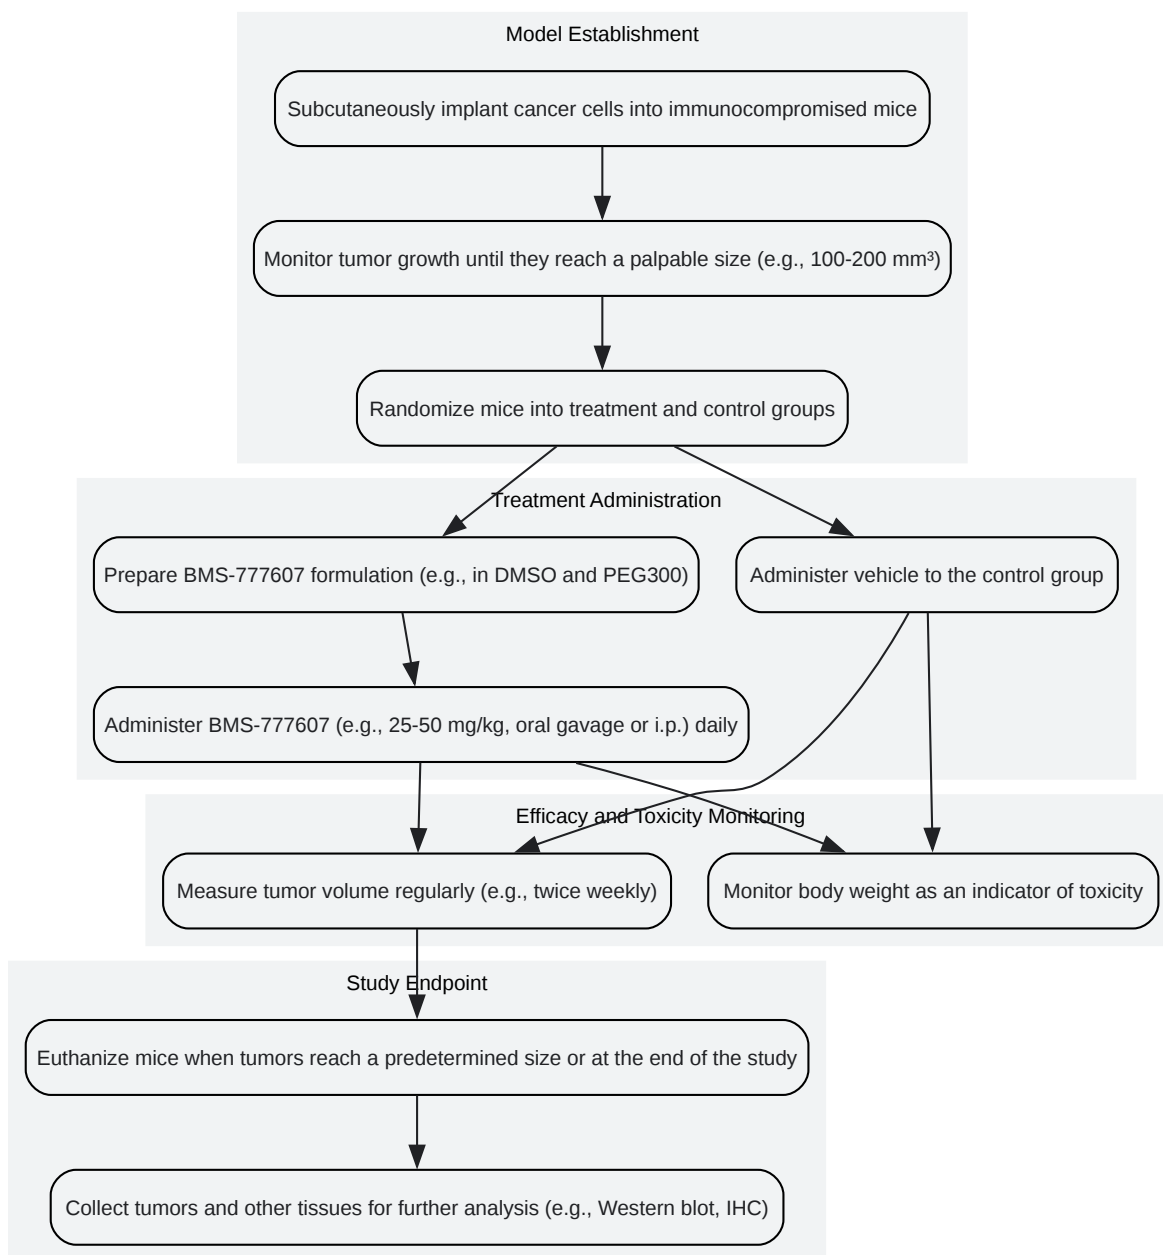 Model Establishment
Subcutaneously implant cancer cells into immunocompromised mice
Monitor tumor growth until they reach a palpable size (e.g., 100-200 mm³)
Randomize mice into treatment and control groups
Treatment Administration
Prepare BMS-777607 formulation (e.g., in DMSO and PEG300)
Administer vehicle to the control group
Administer BMS-777607 (e.g., 25-50 mg/kg, oral gavage or i.p.) daily
Efficacy and Toxicity Monitoring
Measure tumor volume regularly (e.g., twice weekly)
Monitor body weight as an indicator of toxicity
Study Endpoint
Euthanize mice when tumors reach a predetermined size or at the end of the study
Collect tumors and other tissues for further analysis (e.g., Western blot, IHC)